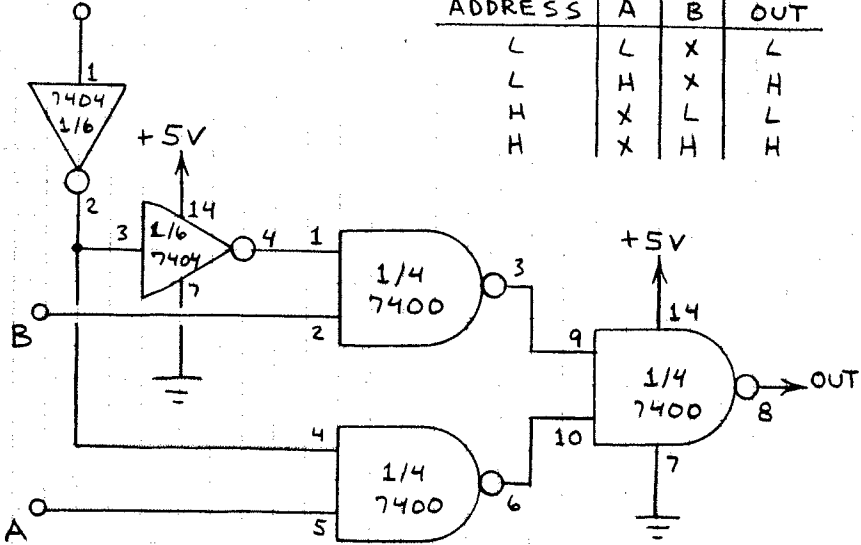 ADDRESS A B OUT
L L X L
L H X H
H X L L
H X H H
1
7404
1/6
2
+5V
14
3
1/6
7404
4
7
B
1
2
1/4
7400
3
4
5
1/4
7400
6
A
+5V
14
9
10
1/4
7400
8
OUT
7